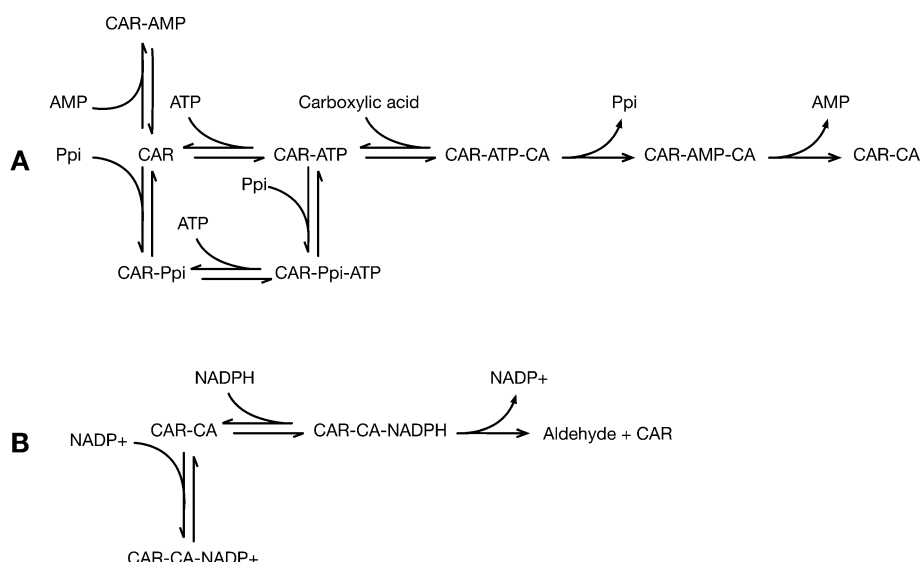 CAR-AMP
AMP
ATP
Carboxylic acid
Ppi
AMP
A
Ppi
CAR
CAR-ATP
CAR-ATP-CA
CAR-AMP-CA
CAR-CA
Ppi
ATP
CAR-Ppi
CAR-Ppi-ATP
NADPH
NADP+
B
NADP+
CAR-CA
CAR-CA-NADPH
Aldehyde + CAR
CAR-CA-NADP+